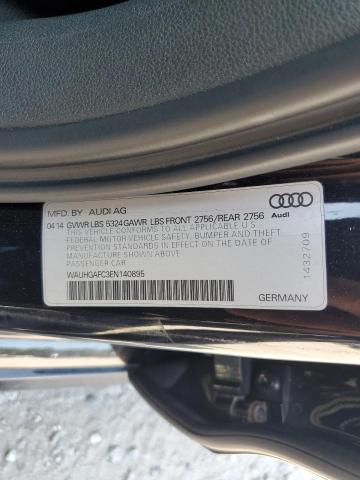 MFD. BY AUDI AG
04 14 GVWR LBS 5324 GAWR LBS FRONT 2756/REAR 2756
THIS VEHICLE CONFORMS TO ALL APPLICABLE U.S
FEDERAL MOTOR VEHICLE SAFETY, BUMPER AND THEFT
PREVENTION STANDARDS IN EFFECT ON THE DATE OF
MANUFACTURE SHOWN ABOVE
PASSENGER CAR
WAUHGAFC3EN140895
Audi
1432709
GERMANY